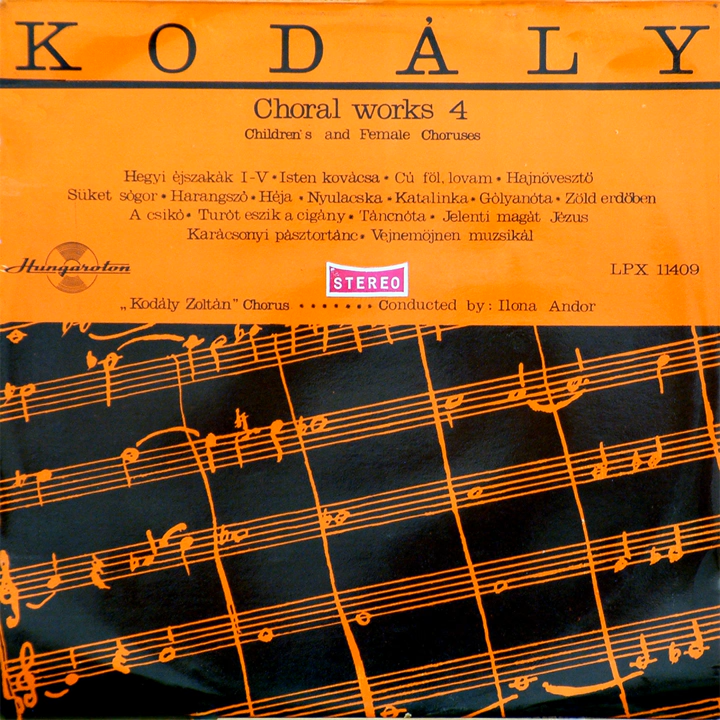 KODÁLY
Choral works 4
Children's and Female Choruses
Hegyi éjszakák I-V • Isten kovácsa • Cú föl, lovam • Hajnövesztő
Süket sógor • Harangszó • Héja • Nyulacska • Katalinka • Gólyanóta • Zöld erdőben
A csikó • Turót eszik a cigány • Táncnóta • Jelenti magát Jézus
Karácsonyi pásztortánc • Vejnemöjnen muzsikál
Hungaroton
STEREO
LPX 11409
„Kodály Zoltán” Chorus • • • • • • • Conducted by: Ilona Andor